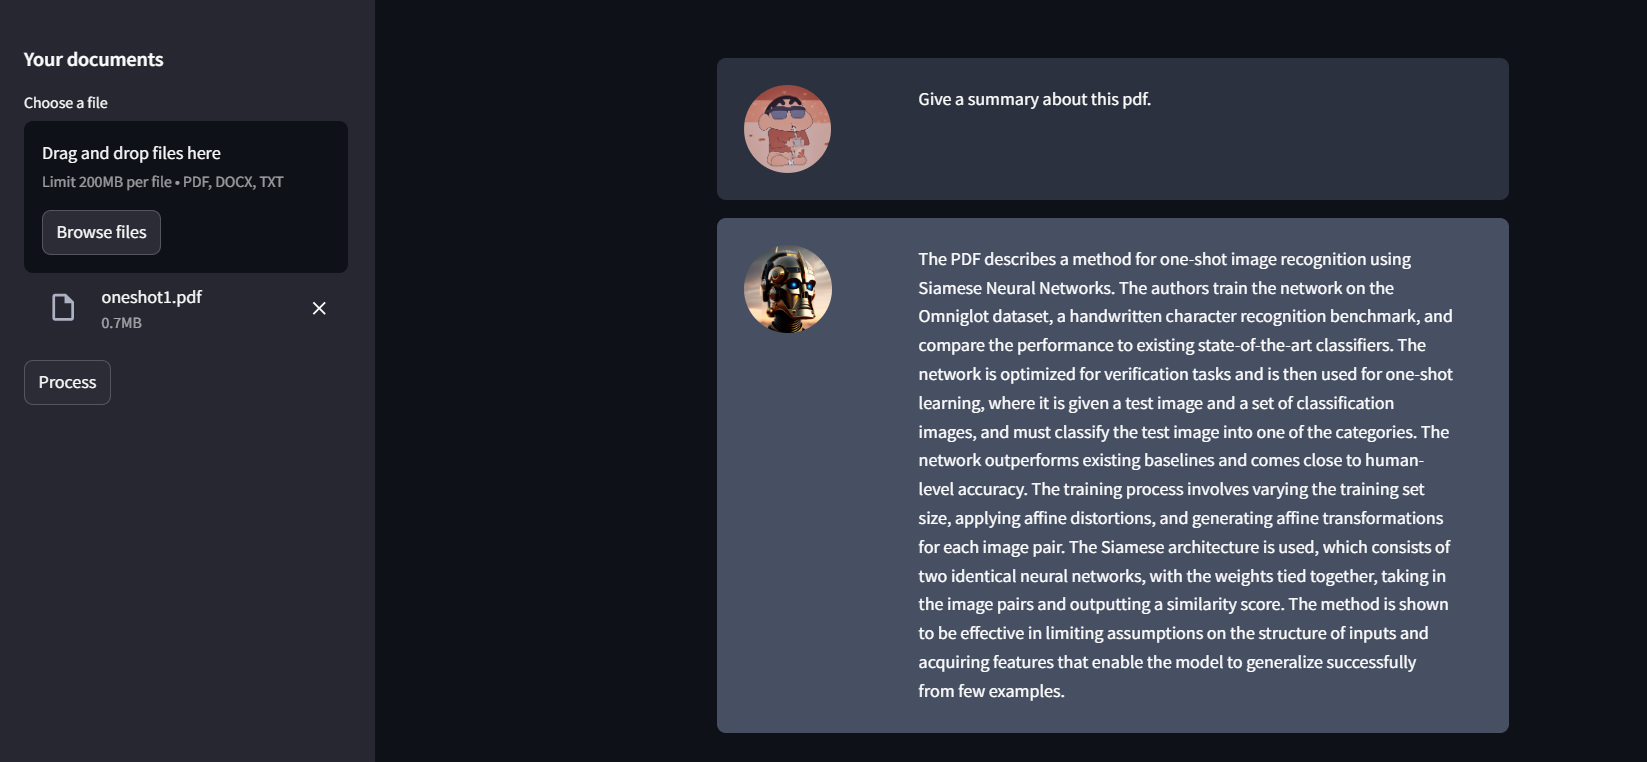 Your documents
Choose a file
Drag and drop files here
Limit 200MB per file • PDF, DOCX, TXT
Browse files
oneshot1.pdf
0.7MB
Process
Give a summary about this pdf.
The PDF describes a method for one-shot image recognition using
Siamese Neural Networks. The authors train the network on the
Omniglot dataset, a handwritten character recognition benchmark, and
compare the performance to existing state-of-the-art classifiers. The
network is optimized for verification tasks and is then used for one-shot
learning, where it is given a test image and a set of classification
images, and must classify the test image into one of the categories. The
network outperforms existing baselines and comes close to human-
level accuracy. The training process involves varying the training set
size, applying affine distortions, and generating affine transformations
for each image pair. The Siamese architecture is used, which consists of
two identical neural networks, with the weights tied together, taking in
the image pairs and outputting a similarity score. The method is shown
to be effective in limiting assumptions on the structure of inputs and
acquiring features that enable the model to generalize successfully
from few examples.